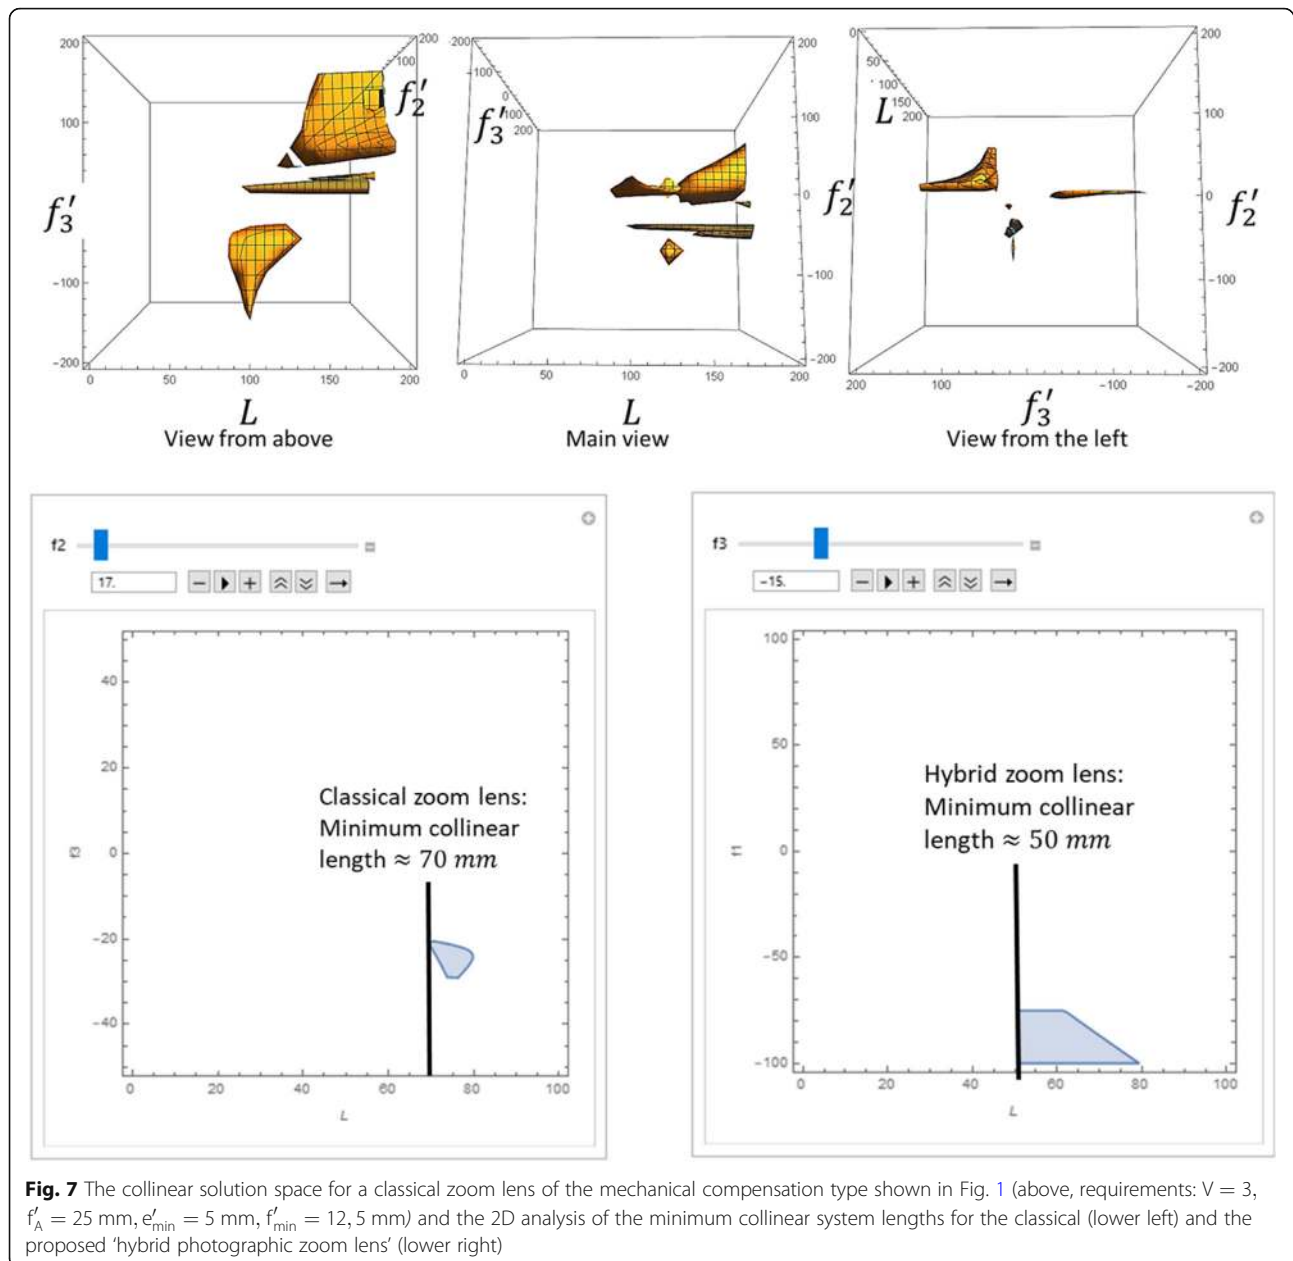 200
200
100
f′₂
100
f′₃
−100
−200
0
50
100
150
200
L
View from above
-200
-100
0
100
200
f′₃
200
100
0
f′₂
−100
−200
0
50
100
150
200
L
Main view
0
50
100
150
200
L
200
100
0
f′₂
−100
−200
200
100
−100
−200
f′₃
View from the left
f2
17.
40
20
0
−20
−40
f3
Classical zoom lens:
Minimum collinear
length ≈ 70 mm
0
20
40
60
80
100
L
f3
−15.
100
50
0
−50
−100
f1
Hybrid zoom lens:
Minimum collinear
length ≈ 50 mm
0
20
40
60
80
100
L
Fig. 7 The collinear solution space for a classical zoom lens of the mechanical compensation type shown in Fig. 1 (above, requirements: V = 3,
f′A = 25 mm, e′min = 5 mm, f′min = 12,5 mm) and the 2D analysis of the minimum collinear system lengths for the classical (lower left) and the
proposed ‘hybrid photographic zoom lens’ (lower right)